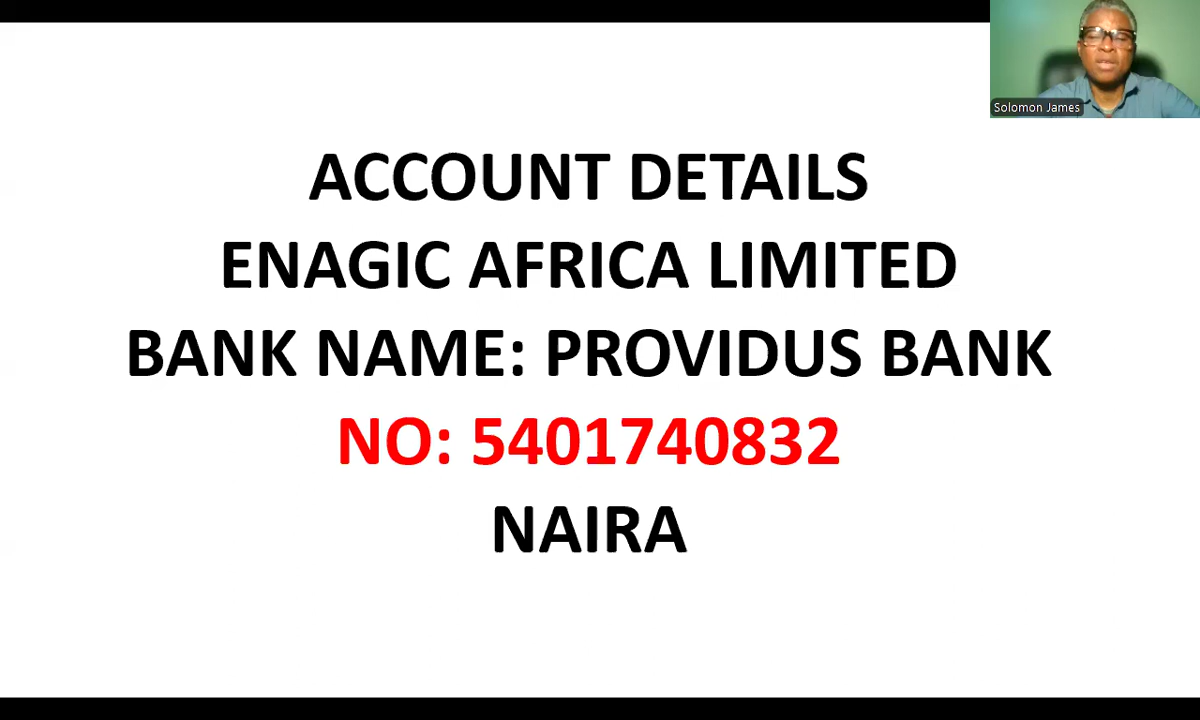 Solomon James
ACCOUNT DETAILS
ENAGIC AFRICA LIMITED
BANK NAME: PROVIDUS BANK
NO: 5401740832
NAIRA